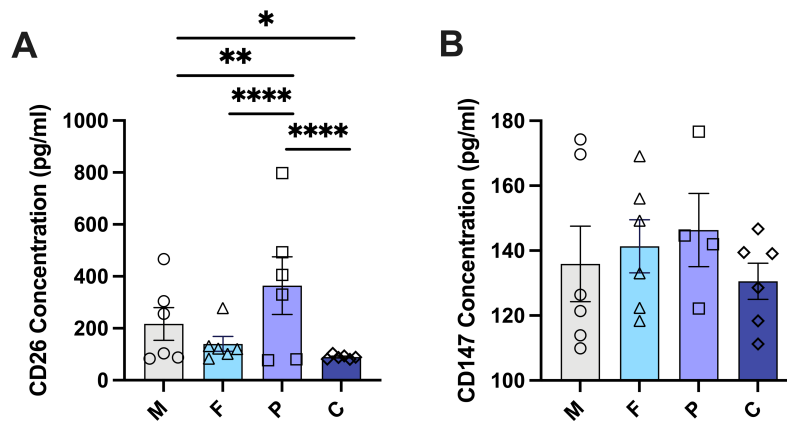 A
*
**
****
****
CD26 Concentration (pg/ml)
1000
800
600
400
200
0
M F P C
B
CD147 Concentration (pg/ml)
180
160
140
120
100
M F P C